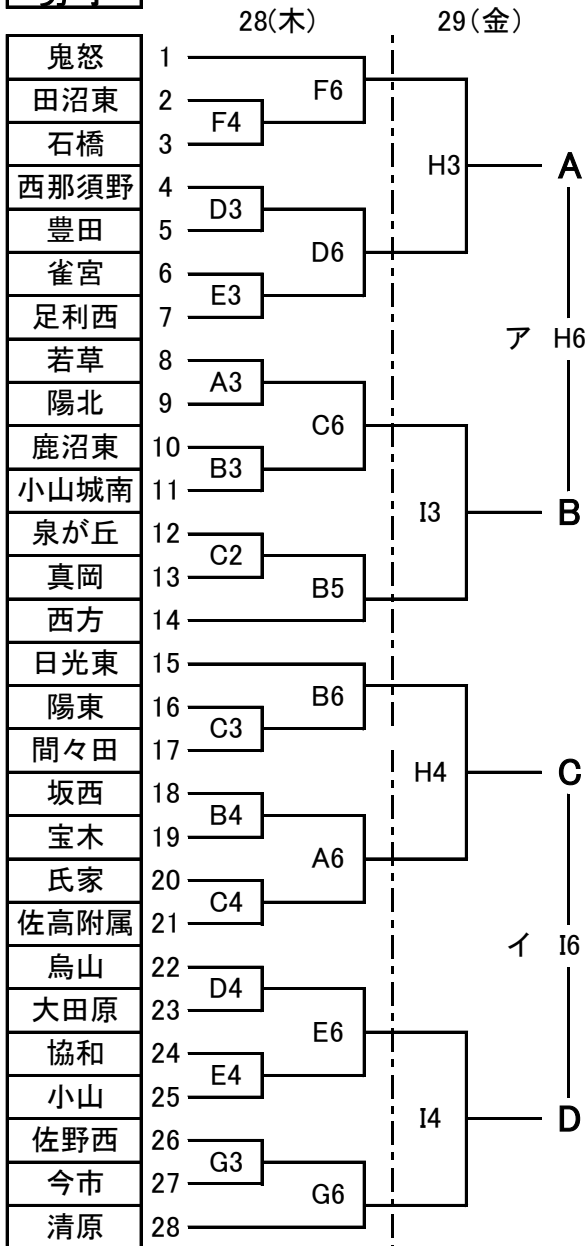 28(木) 29(金)
鬼怒 1
田沼東 2
石橋 3
西那須野 4
豊田 5
雀宮 6
足利西 7
若草 8
陽北 9
鹿沼東 10
小山城南 11
泉が丘 12
真岡 13
西方 14
日光東 15
陽東 16
間々田 17
坂西 18
宝木 19
氏家 20
佐高附属 21
烏山 22
大田原 23
協和 24
小山 25
佐野西 26
今市 27
清原 28
F4
D3
E3
A3
B3
C2
C3
B4
C4
D4
E4
G3
F6
D6
C6
B5
B6
A6
E6
G6
H3
I3
H4
I4
A
ア H6
B
C
イ I6
D